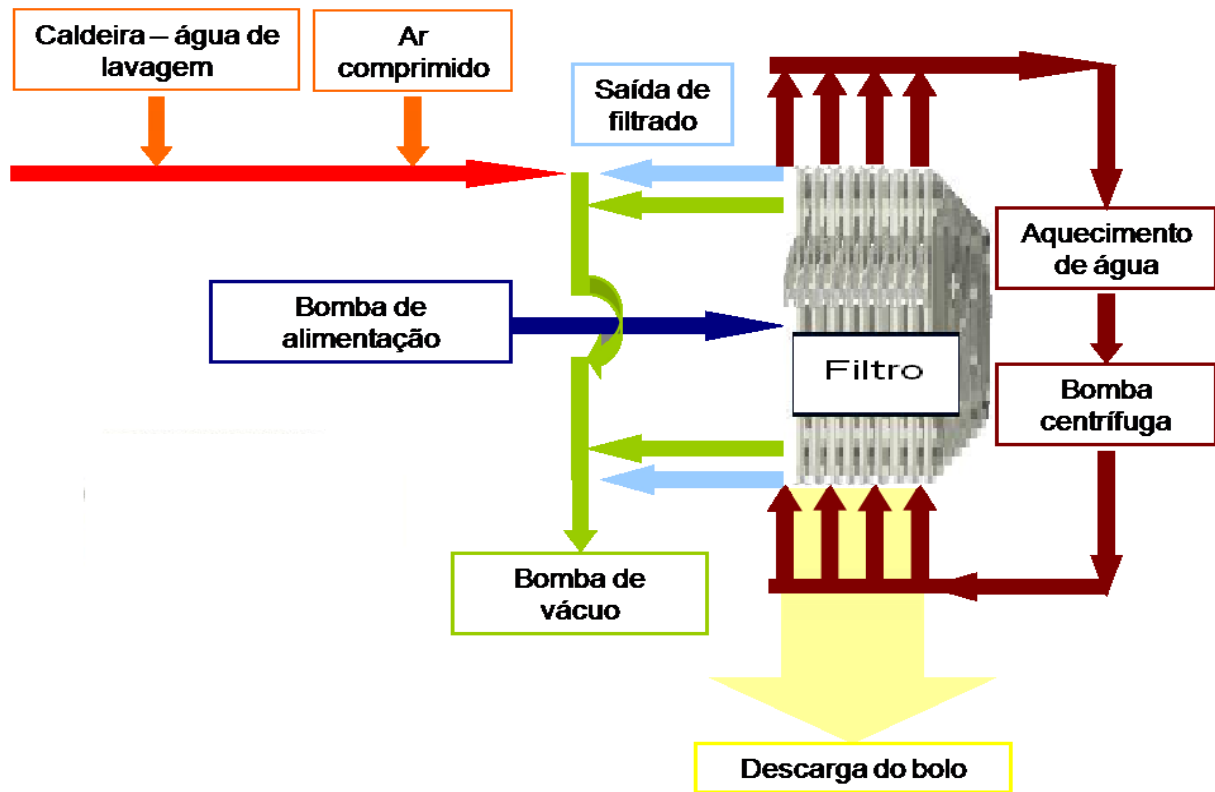 Caldeira – água de
lavagem
Ar
comprimido
Saída de
filtrado
Aquecimento
de água
Bomba de
alimentação
Filtro
Bomba
centrífuga
Bomba de
vácuo
Descarga do bolo